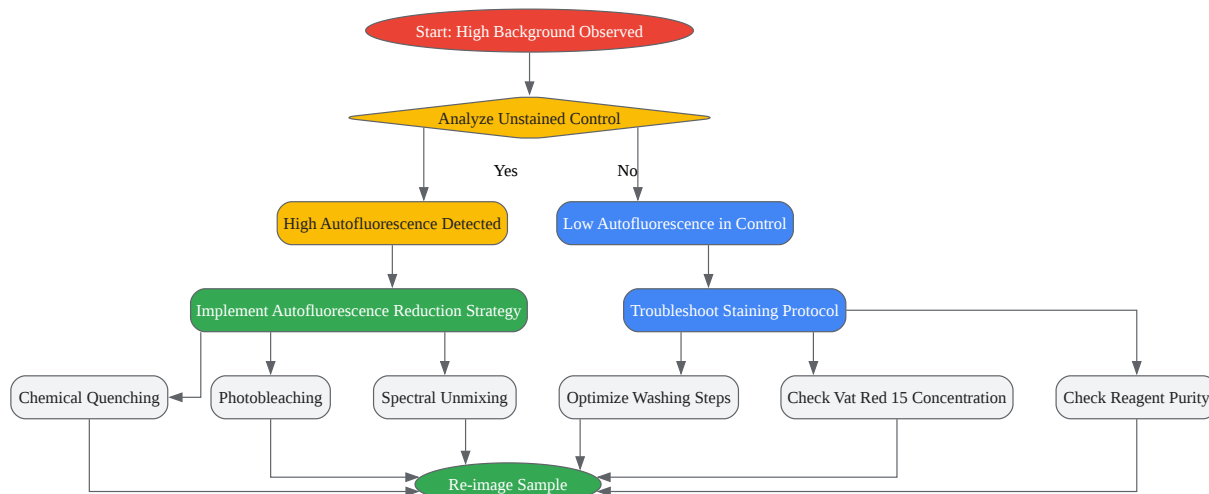 Start: High Background Observed
Analyze Unstained Control
Yes
No
High Autofluorescence Detected
Low Autofluorescence in Control
Implement Autofluorescence Reduction Strategy
Troubleshoot Staining Protocol
Chemical Quenching
Photobleaching
Spectral Unmixing
Optimize Washing Steps
Check Vat Red 15 Concentration
Check Reagent Purity
Re-image Sample